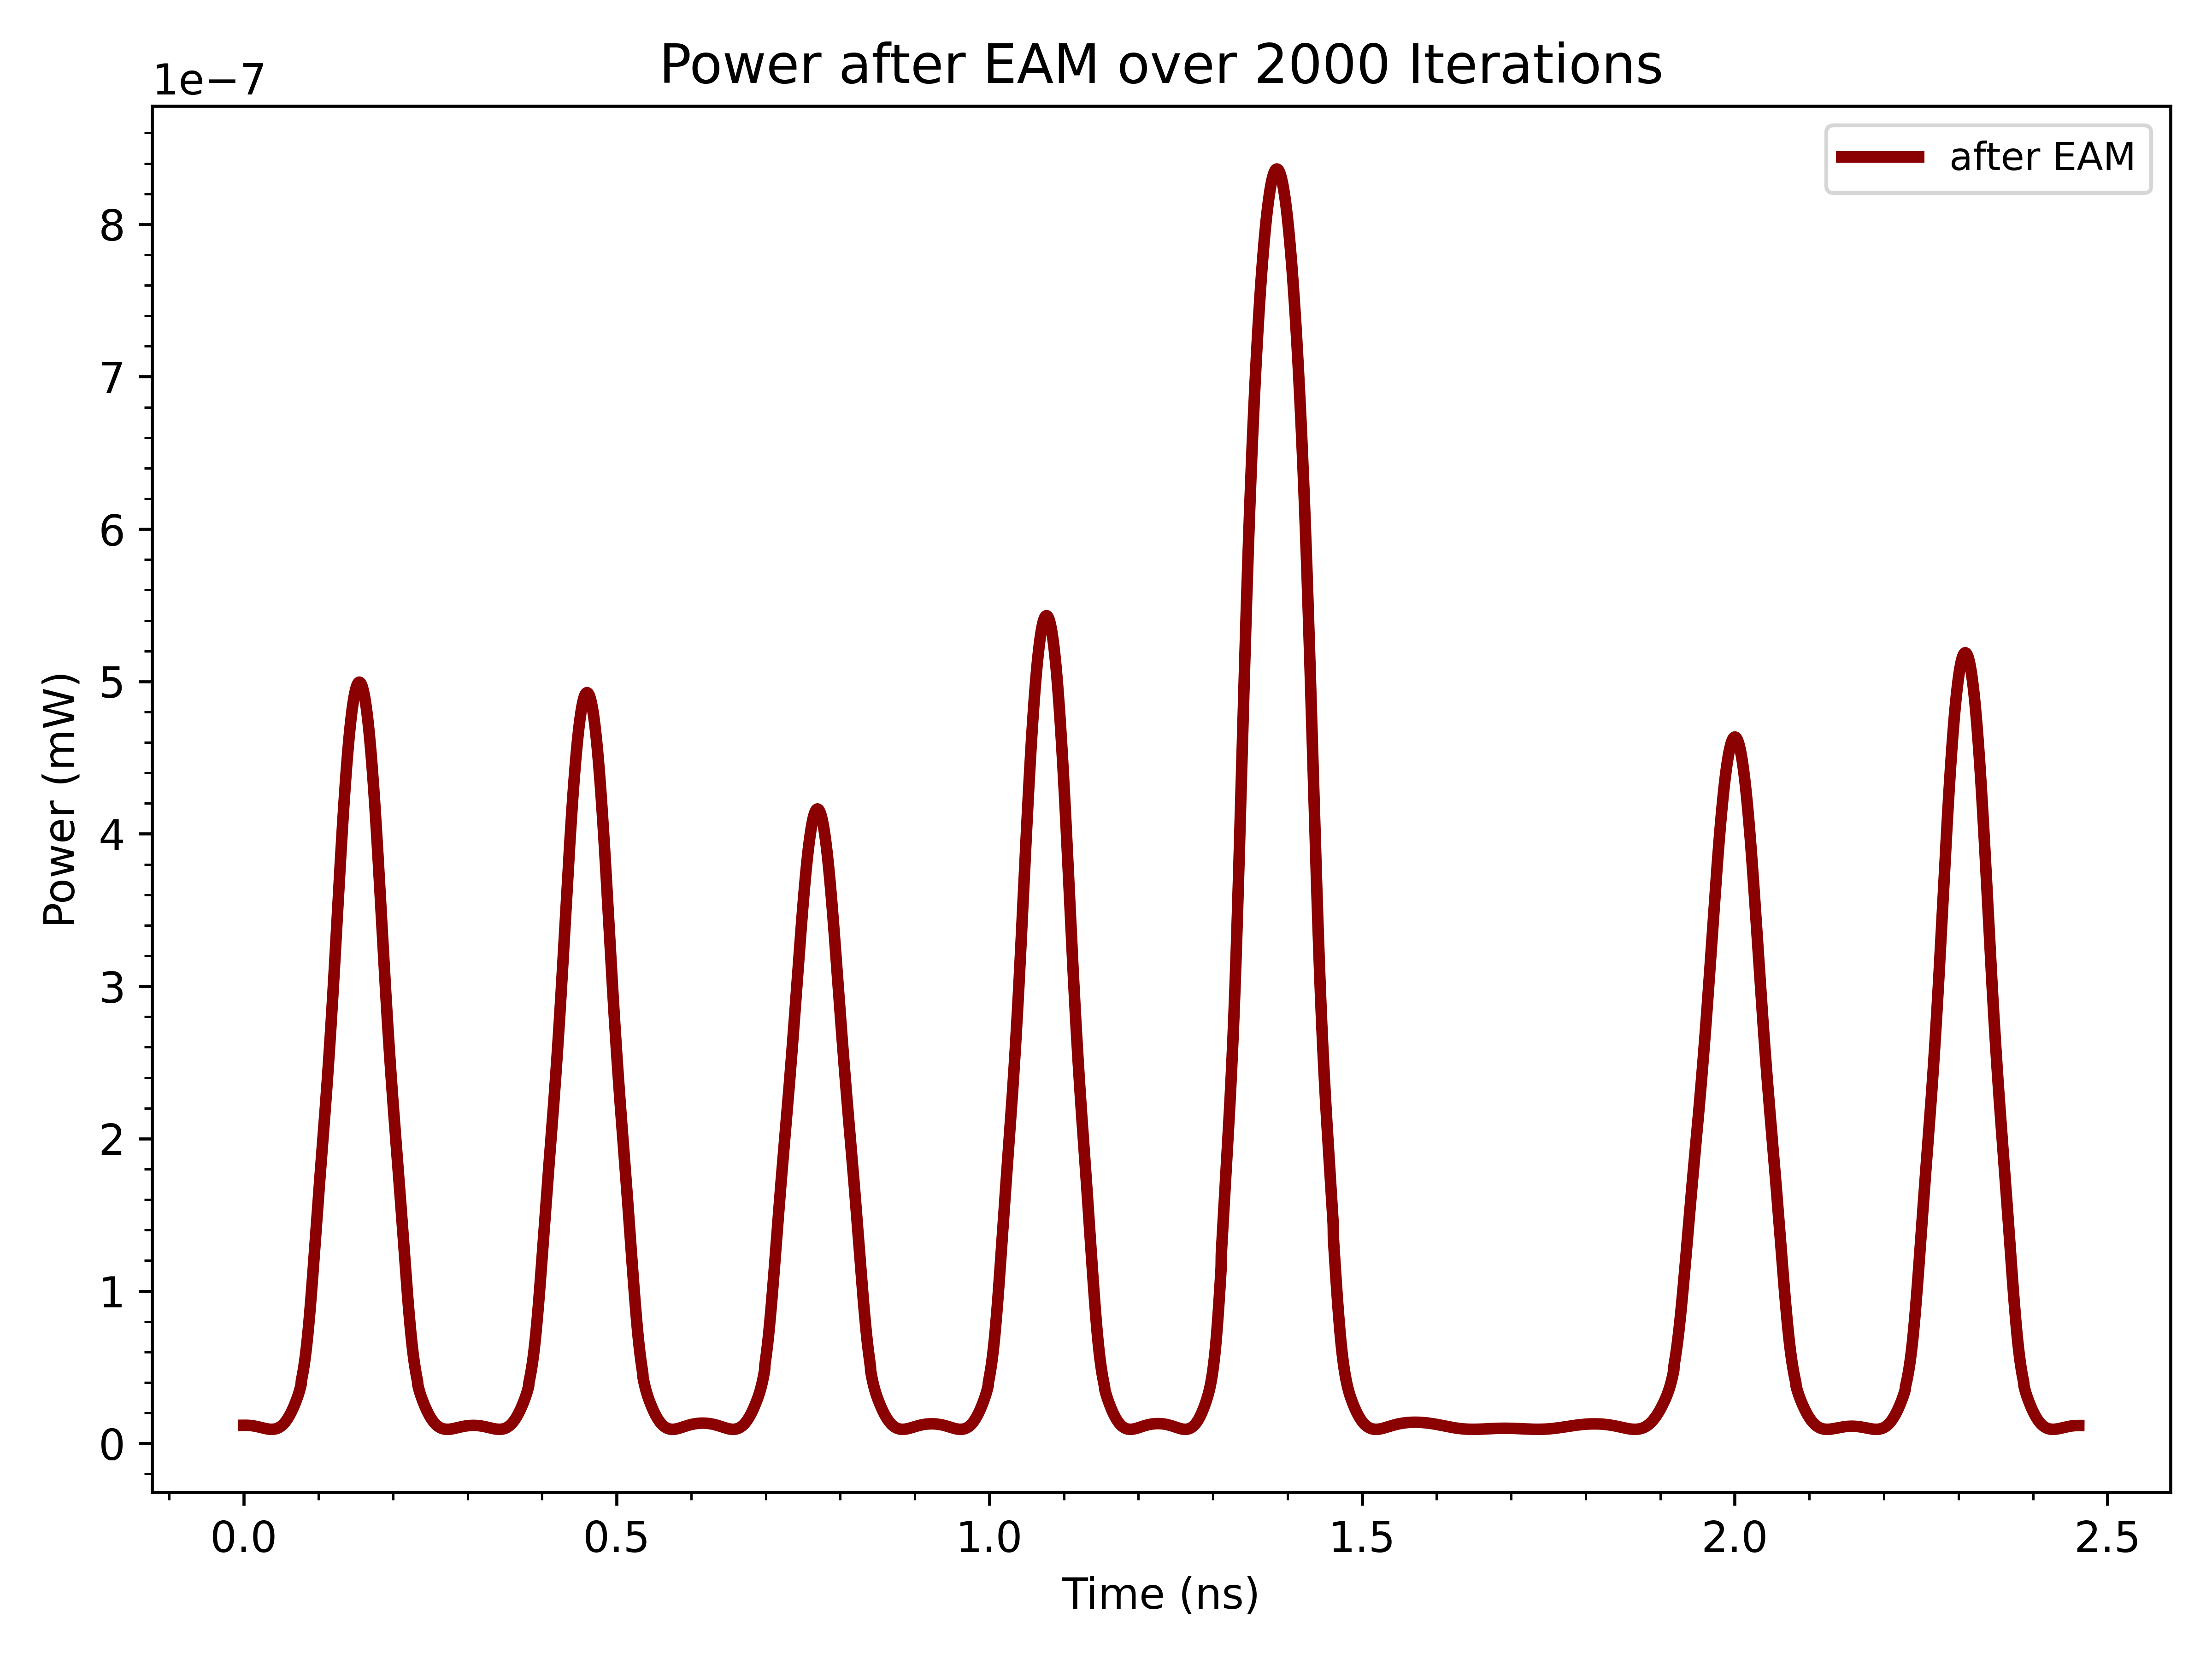 Power after EAM over 2000 Iterations
1e−7
after EAM
8
7
6
5
4
3
2
1
0
Power (mW)
0.0 0.5 1.0 1.5 2.0 2.5
Time (ns)